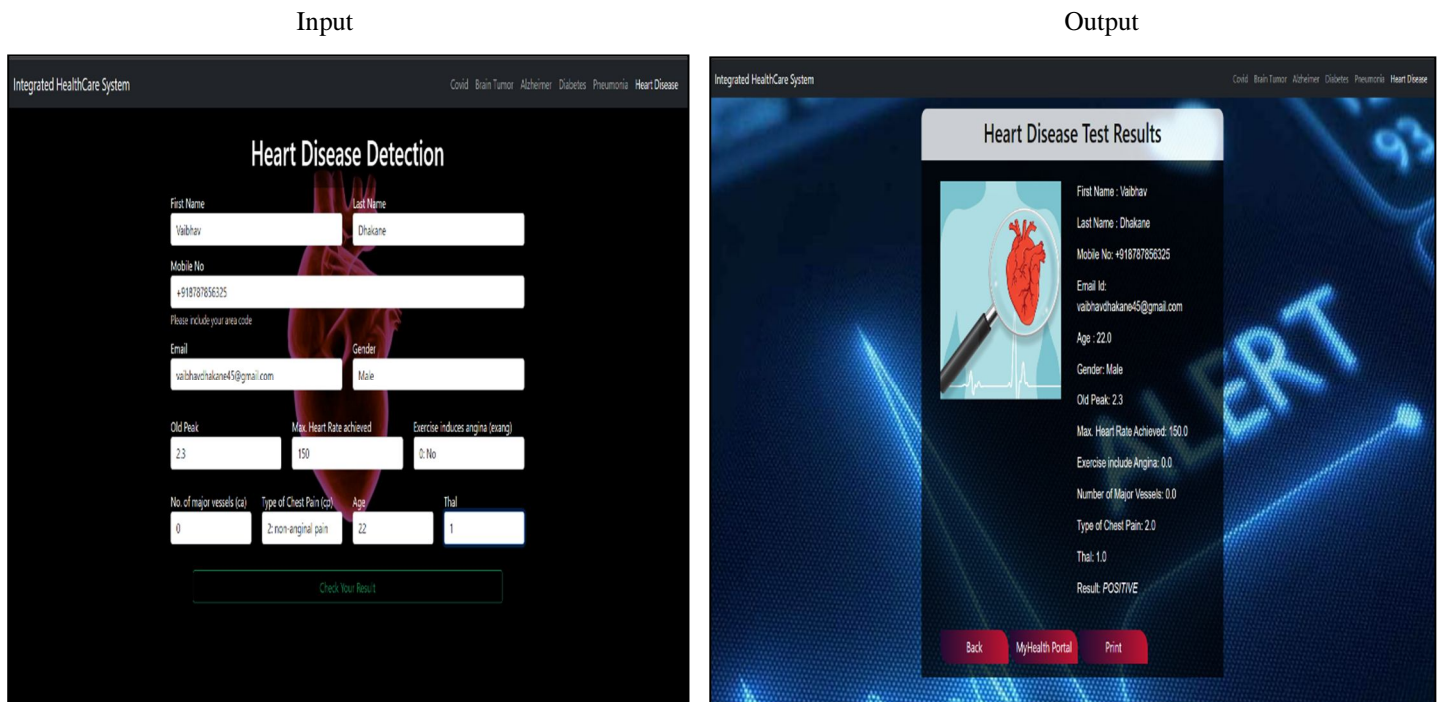 Input
Output
Integrated HealthCare System
Covid Brain Tumor Alzheimer Diabetes Pneumonia Heart Disease
Heart Disease Detection
First Name
Last Name
Vaibhav
Dhakane
Mobile No
+918787856325
Please include your area code
Email
Gender
vaibhavdhakane45@gmail.com
Male
Old Peak
Max. Heart Rate achieved
Exercise induces angina (exang)
2.3
150
0: No
No. of major vessels (ca)
Type of Chest Pain (cp)
Age
Thal
0
2: non-anginal pain
22
1
Check Your Result
Integrated HealthCare System
Covid Brain Tumor Alzheimer Diabetes Pneumonia Heart Disease
93
Heart Disease Test Results
First Name : Vaibhav
Last Name : Dhakane
Mobile No: +918787856325
Email Id:
vaibhavdhakane45@gmail.com
Age : 22.0
Gender: Male
Old Peak: 2.3
Max. Heart Rate Achieved: 150.0
Exercise include Angina: 0.0
Number of Major Vessels: 0.0
Type of Chest Pain: 2.0
Thal: 1.0
Result: POSITIVE
ALERT
Back
MyHealth Portal
Print